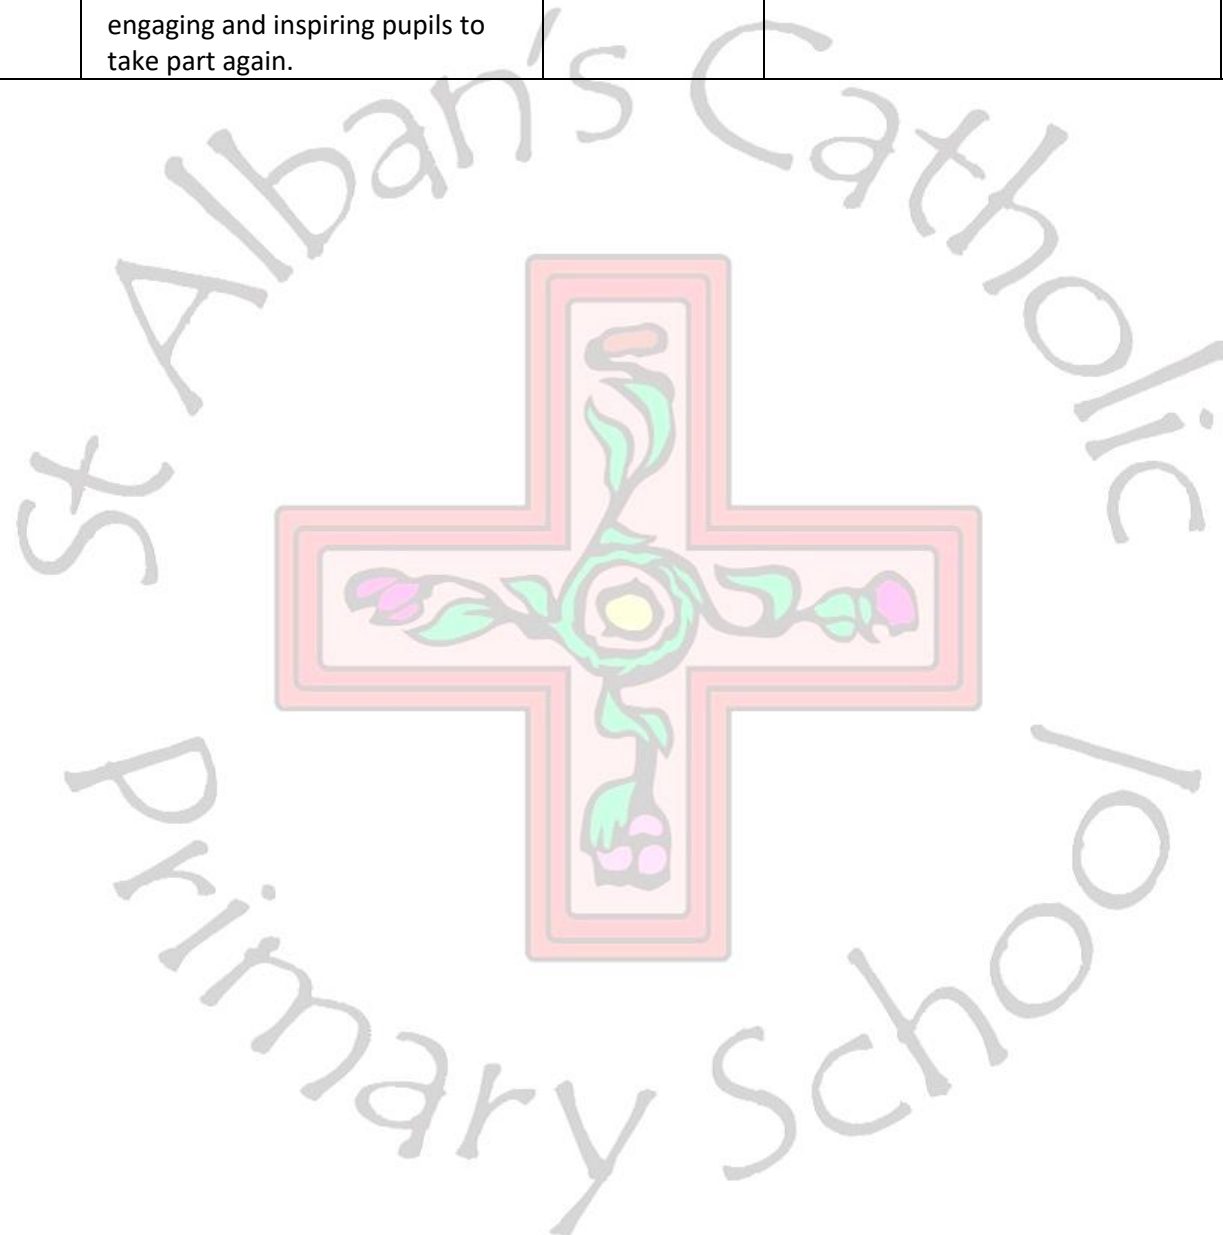 engaging and inspiring pupils to
take part again.
St Alban's Catholic
Primary School